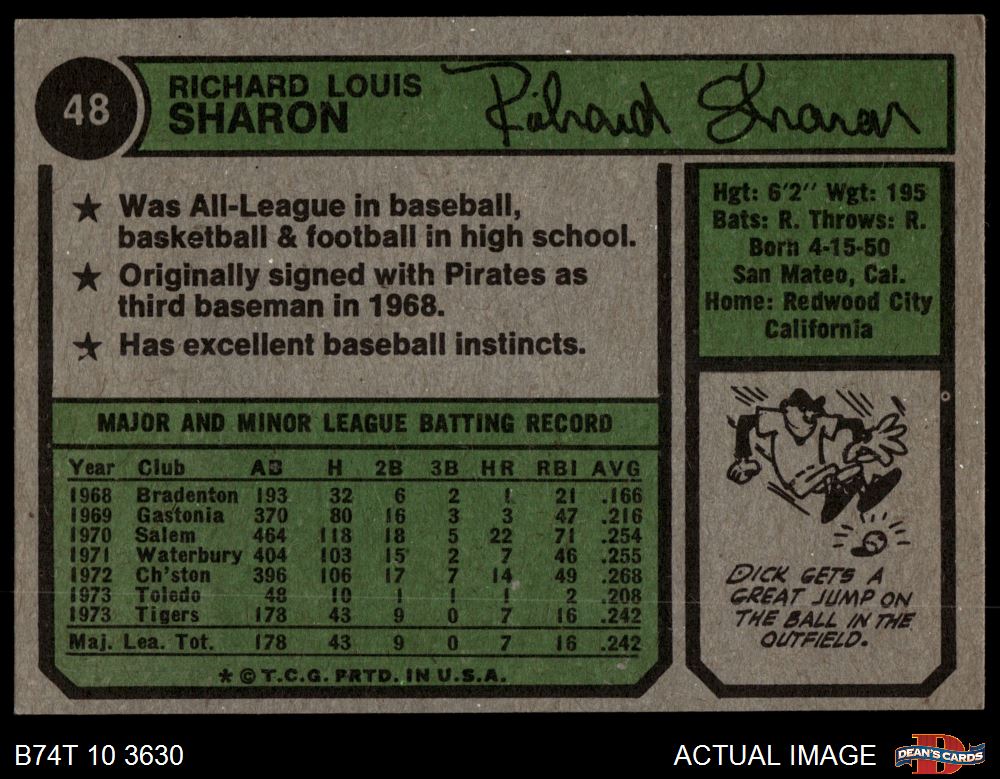 48
RICHARD LOUIS
SHARON
Richard Sharon
★ Was All-League in baseball,
basketball & football in high school.
★ Originally signed with Pirates as
third baseman in 1968.
★ Has excellent baseball instincts.
Hgt: 6'2" Wgt: 195
Bats: R. Throws: R.
Born 4-15-50
San Mateo, Cal.
Home: Redwood City
California
MAJOR AND MINOR LEAGUE BATTING RECORD
Year Club AB H 2B 3B HR RBI AVG
1968 Bradenton 193 32 6 2 1 21 .166
1969 Gastonia 370 80 16 3 3 47 .216
1970 Salem 464 118 18 5 22 71 .254
1971 Waterbury 404 103 15 2 7 46 .255
1972 Ch'ston 396 106 17 7 14 49 .268
1973 Toledo 48 10 1 1 1 2 .208
1973 Tigers 178 43 9 0 7 16 .242
Maj. Lea. Tot. 178 43 9 0 7 16 .242
* © T.C.G. PRTD. IN U.S.A.
DICK GETS A
GREAT JUMP ON
THE BALL IN THE
OUTFIELD.
B74T 10 3630
ACTUAL IMAGE
D
DEAN'S CARDS